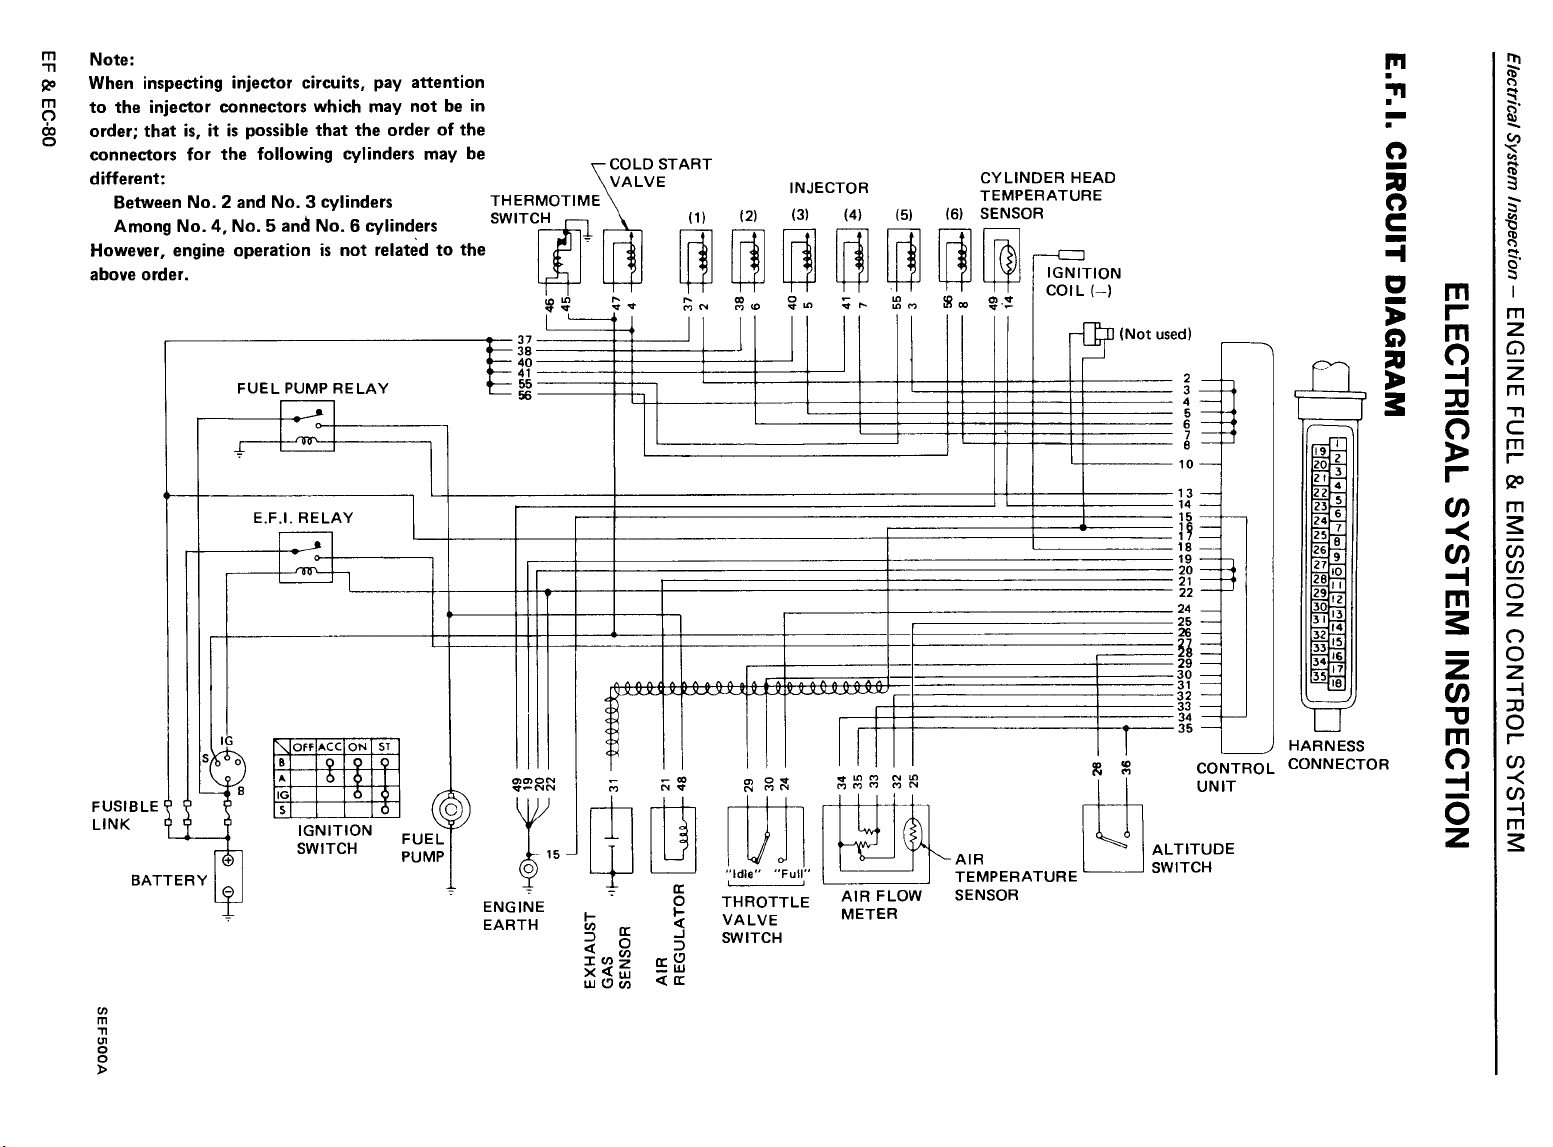 Electrical System Inspection – ENGINE FUEL & EMISSION CONTROL SYSTEM
ELECTRICAL SYSTEM INSPECTION
E.F.I. CIRCUIT DIAGRAM
Note:
When inspecting injector circuits, pay attention
to the injector connectors which may not be in
order; that is, it is possible that the order of the
connectors for the following cylinders may be
different:
Between No. 2 and No. 3 cylinders
Among No. 4, No. 5 and No. 6 cylinders
However, engine operation is not related to the
above order.
COLD START
VALVE
THERMOTIME
SWITCH
INJECTOR
(1) (2) (3) (4) (5) (6)
CYLINDER HEAD
TEMPERATURE
SENSOR
IGNITION
COIL (–)
46 45 47 4 37 2 38 6 40 5 41 7 55 3 56 8 49 14
(Not used)
37
38
40
41
55
56
FUEL PUMP RELAY
E.F.I. RELAY
2
3
4
5
6
7
8
10
13
14
15
16
17
18
19
20
21
22
24
25
26
27
28
29
30
31
32
33
34
35
19
20
21
22
23
24
25
26
27
28
29
30
31
32
33
34
35
1
2
3
4
5
6
7
8
9
10
11
12
13
14
15
16
17
18
HARNESS
CONNECTOR
CONTROL
UNIT
IG
S
B
OFF ACC ON ST
B
A
IG
S
IGNITION
SWITCH
FUSIBLE
LINK
BATTERY
FUEL
PUMP
49 19 20 22
15
ENGINE
EARTH
31
EXHAUST
GAS
SENSOR
21 48
AIR
REGULATOR
29 30 24
"Idle" "Full"
THROTTLE
VALVE
SWITCH
34 35 33 32 25
AIR FLOW
METER
AIR
TEMPERATURE
SENSOR
28 36
ALTITUDE
SWITCH
SEF500A
EF & EC-80